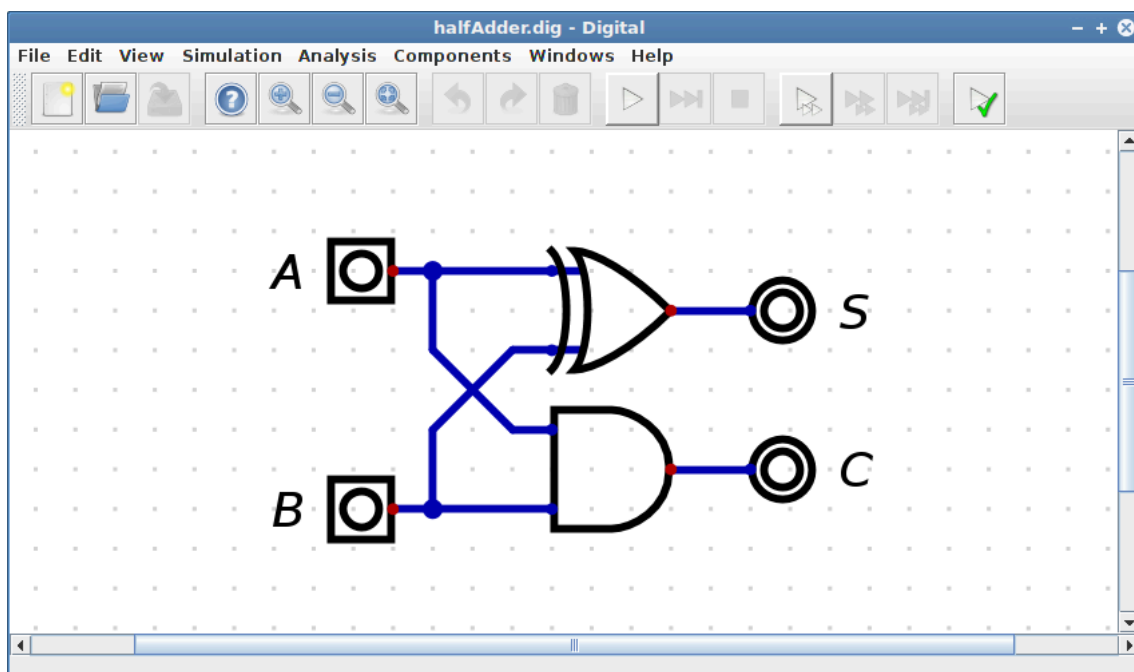 halfAdder.dig - Digital
File Edit View Simulation Analysis Components Windows Help
A
S
B
C